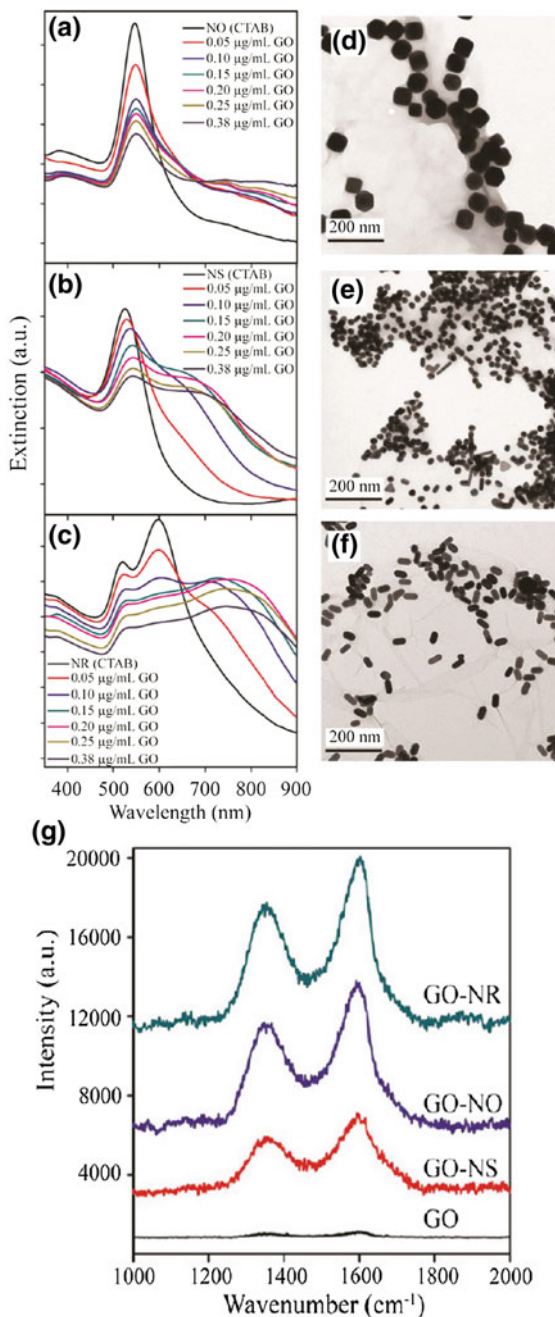 (a)
NO (CTAB)
0.05 µg/mL GO
0.10 µg/mL GO
0.15 µg/mL GO
0.20 µg/mL GO
0.25 µg/mL GO
0.38 µg/mL GO
(b)
NS (CTAB)
0.05 µg/mL GO
0.10 µg/mL GO
0.15 µg/mL GO
0.20 µg/mL GO
0.25 µg/mL GO
0.38 µg/mL GO
Extinction (a.u.)
(c)
NR (CTAB)
0.05 µg/mL GO
0.10 µg/mL GO
0.15 µg/mL GO
0.20 µg/mL GO
0.25 µg/mL GO
0.38 µg/mL GO
400 500 600 700 800 900
Wavelength (nm)
(d)
200 nm
(e)
200 nm
(f)
200 nm
(g)
20000
16000
12000
8000
4000
Intensity (a.u.)
GO-NR
GO-NO
GO-NS
GO
1000 1200 1400 1600 1800 2000
Wavenumber (cm⁻¹)